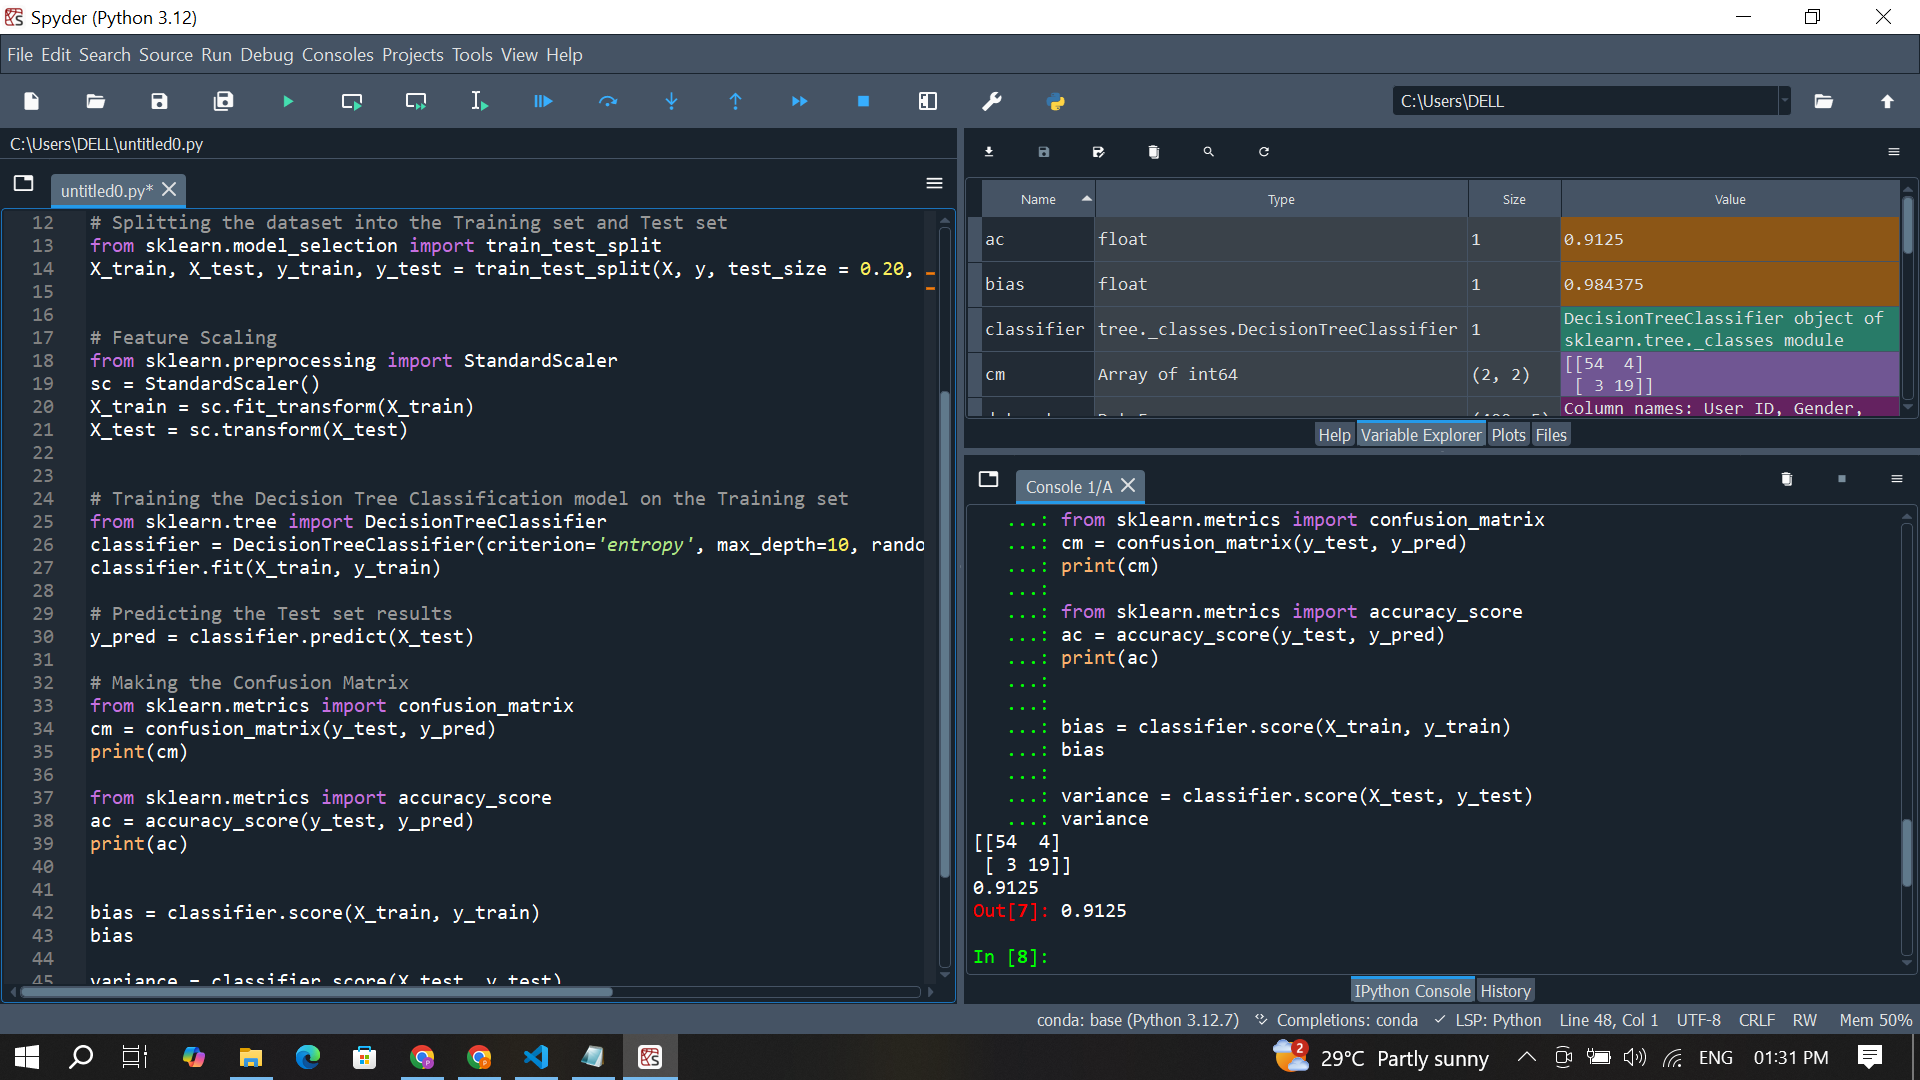 Spyder (Python 3.12)
File Edit Search Source Run Debug Consoles Projects Tools View Help
C:\Users\DELL
C:\Users\DELL\untitled0.py
untitled0.py*
12 # Splitting the dataset into the Training set and Test set
13 from sklearn.model_selection import train_test_split
14 X_train, X_test, y_train, y_test = train_test_split(X, y, test_size = 0.20,
15
16
17 # Feature Scaling
18 from sklearn.preprocessing import StandardScaler
19 sc = StandardScaler()
20 X_train = sc.fit_transform(X_train)
21 X_test = sc.transform(X_test)
22
23
24 # Training the Decision Tree Classification model on the Training set
25 from sklearn.tree import DecisionTreeClassifier
26 classifier = DecisionTreeClassifier(criterion='entropy', max_depth=10, rando
27 classifier.fit(X_train, y_train)
28
29 # Predicting the Test set results
30 y_pred = classifier.predict(X_test)
31
32 # Making the Confusion Matrix
33 from sklearn.metrics import confusion_matrix
34 cm = confusion_matrix(y_test, y_pred)
35 print(cm)
36
37 from sklearn.metrics import accuracy_score
38 ac = accuracy_score(y_test, y_pred)
39 print(ac)
40
41
42 bias = classifier.score(X_train, y_train)
43 bias
44
45 variance = classifier.score(X_test, y_test)
Name Type Size Value
ac float 1 0.9125
bias float 1 0.984375
classifier tree._classes.DecisionTreeClassifier 1 DecisionTreeClassifier object of
sklearn.tree._classes module
cm Array of int64 (2, 2) [[54  4]
[ 3 19]]
Column names: User ID, Gender,
Help Variable Explorer Plots Files
Console 1/A
...: from sklearn.metrics import confusion_matrix
...: cm = confusion_matrix(y_test, y_pred)
...: print(cm)
...:
...: from sklearn.metrics import accuracy_score
...: ac = accuracy_score(y_test, y_pred)
...: print(ac)
...:
...:
...: bias = classifier.score(X_train, y_train)
...: bias
...:
...: variance = classifier.score(X_test, y_test)
...: variance
[[54  4]
[ 3 19]]
0.9125
Out[7]: 0.9125
In [8]:
IPython Console History
conda: base (Python 3.12.7) Completions: conda LSP: Python Line 48, Col 1 UTF-8 CRLF RW Mem 50%
2 29°C Partly sunny ENG 01:31 PM